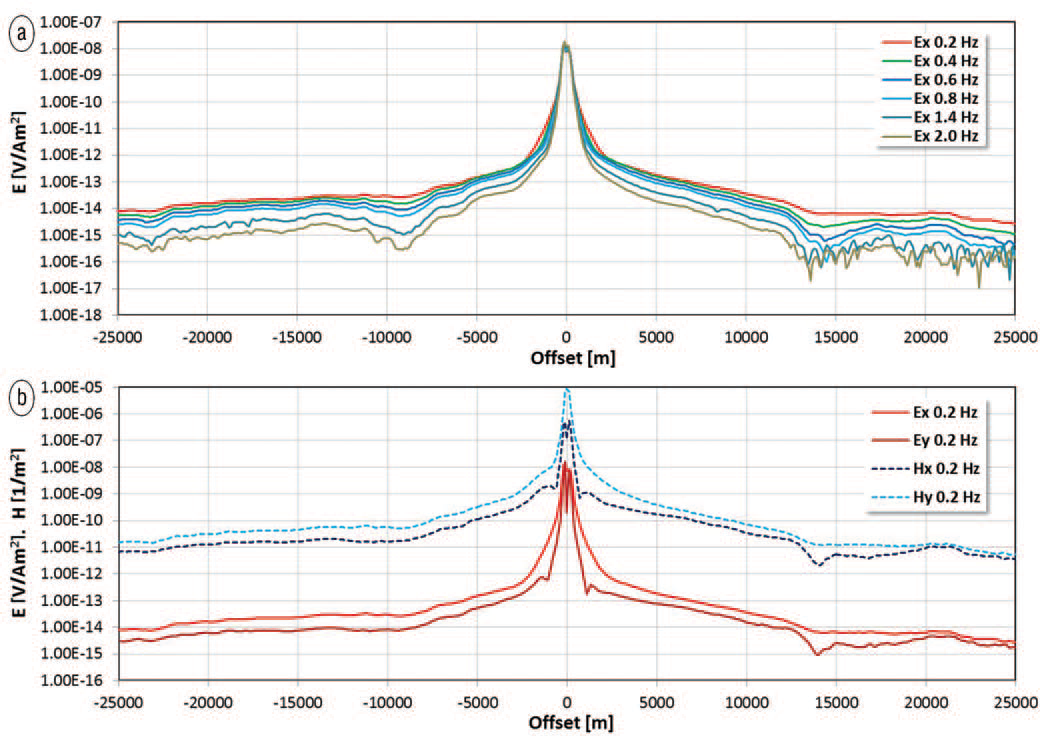 a
E [V/Am²]
1.00E-07
1.00E-08
1.00E-09
1.00E-10
1.00E-11
1.00E-12
1.00E-13
1.00E-14
1.00E-15
1.00E-16
1.00E-17
1.00E-18
-25000 -20000 -15000 -10000 -5000 0 5000 10000 15000 20000 25000
Offset [m]
Ex 0.2 Hz
Ex 0.4 Hz
Ex 0.6 Hz
Ex 0.8 Hz
Ex 1.4 Hz
Ex 2.0 Hz
b
E [V/Am²]. H [1/m²]
1.00E-05
1.00E-06
1.00E-07
1.00E-08
1.00E-09
1.00E-10
1.00E-11
1.00E-12
1.00E-13
1.00E-14
1.00E-15
1.00E-16
-25000 -20000 -15000 -10000 -5000 0 5000 10000 15000 20000 25000
Offset [m]
Ex 0.2 Hz
Ey 0.2 Hz
Hx 0.2 Hz
Hy 0.2 Hz